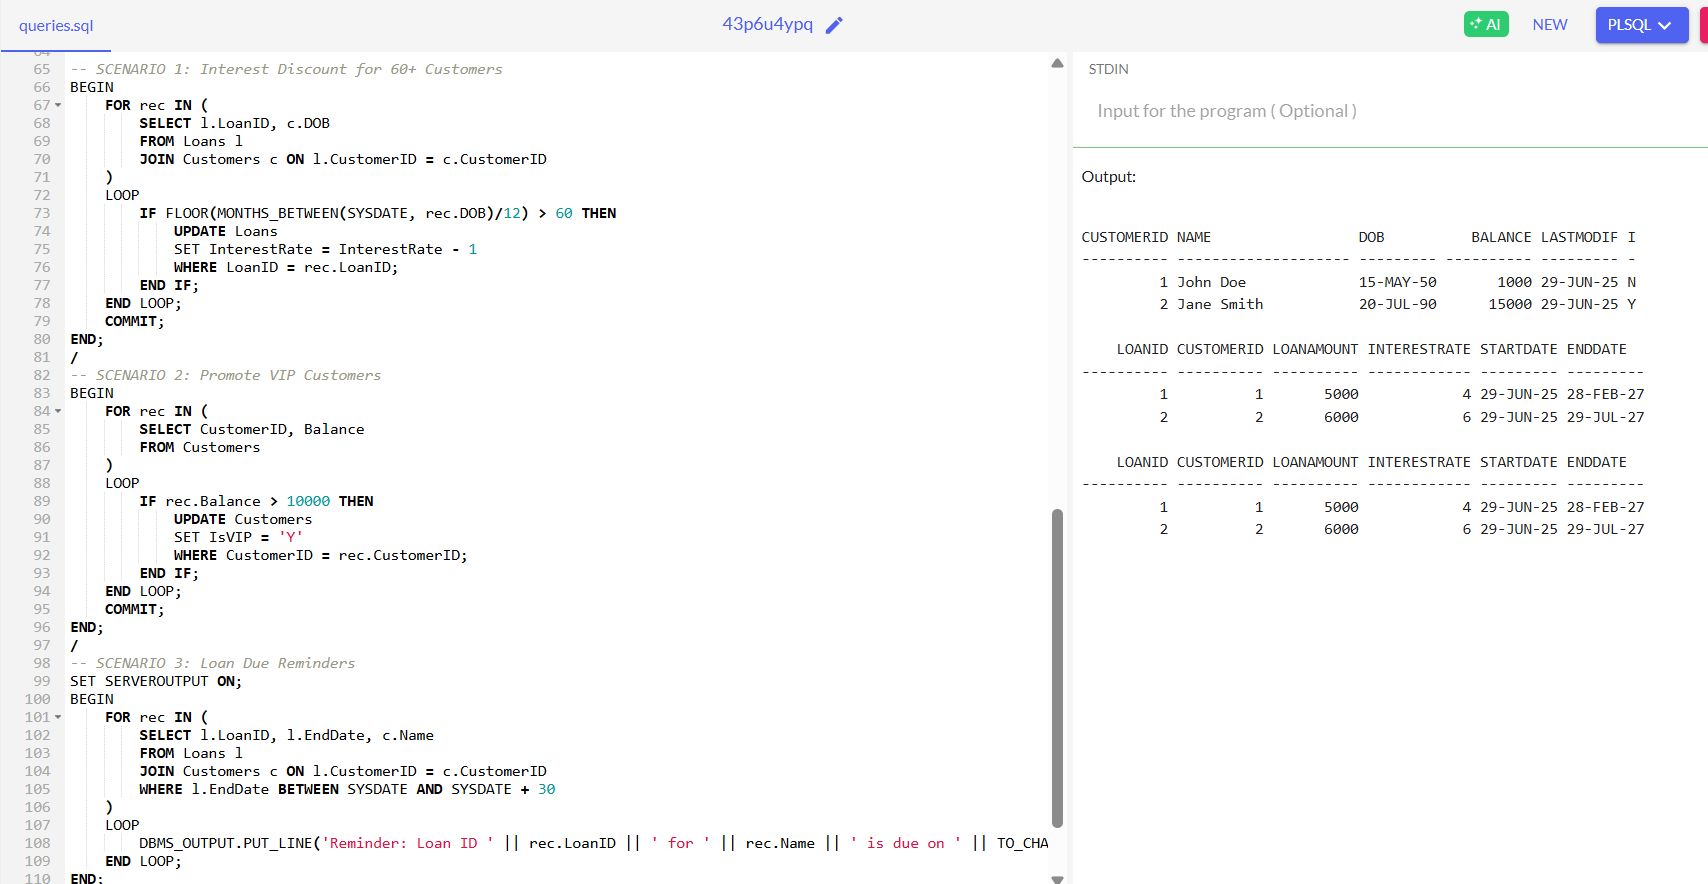 queries.sql
43p6u4ypq
AI
NEW
PLSQL
64
65 -- SCENARIO 1: Interest Discount for 60+ Customers
66 BEGIN
67 FOR rec IN (
68 SELECT l.LoanID, c.DOB
69 FROM Loans l
70 JOIN Customers c ON l.CustomerID = c.CustomerID
71 )
72 LOOP
73 IF FLOOR(MONTHS_BETWEEN(SYSDATE, rec.DOB)/12) > 60 THEN
74 UPDATE Loans
75 SET InterestRate = InterestRate - 1
76 WHERE LoanID = rec.LoanID;
77 END IF;
78 END LOOP;
79 COMMIT;
80 END;
81 /
82 -- SCENARIO 2: Promote VIP Customers
83 BEGIN
84 FOR rec IN (
85 SELECT CustomerID, Balance
86 FROM Customers
87 )
88 LOOP
89 IF rec.Balance > 10000 THEN
90 UPDATE Customers
91 SET IsVIP = 'Y'
92 WHERE CustomerID = rec.CustomerID;
93 END IF;
94 END LOOP;
95 COMMIT;
96 END;
97 /
98 -- SCENARIO 3: Loan Due Reminders
99 SET SERVEROUTPUT ON;
100 BEGIN
101 FOR rec IN (
102 SELECT l.LoanID, l.EndDate, c.Name
103 FROM Loans l
104 JOIN Customers c ON l.CustomerID = c.CustomerID
105 WHERE l.EndDate BETWEEN SYSDATE AND SYSDATE + 30
106 )
107 LOOP
108 DBMS_OUTPUT.PUT_LINE('Reminder: Loan ID ' || rec.LoanID || ' for ' || rec.Name || ' is due on ' || TO_CHA
109 END LOOP;
110 END;
STDIN
Input for the program ( Optional )
Output:
CUSTOMERID NAME DOB BALANCE LASTMODIF I
---------- -------------------- --------- ---------- --------- -
1 John Doe 15-MAY-50 1000 29-JUN-25 N
2 Jane Smith 20-JUL-90 15000 29-JUN-25 Y
LOANID CUSTOMERID LOANAMOUNT INTERESTRATE STARTDATE ENDDATE
---------- ---------- ---------- ------------ --------- ---------
1 1 5000 4 29-JUN-25 28-FEB-27
2 2 6000 6 29-JUN-25 29-JUL-27
LOANID CUSTOMERID LOANAMOUNT INTERESTRATE STARTDATE ENDDATE
---------- ---------- ---------- ------------ --------- ---------
1 1 5000 4 29-JUN-25 28-FEB-27
2 2 6000 6 29-JUN-25 29-JUL-27